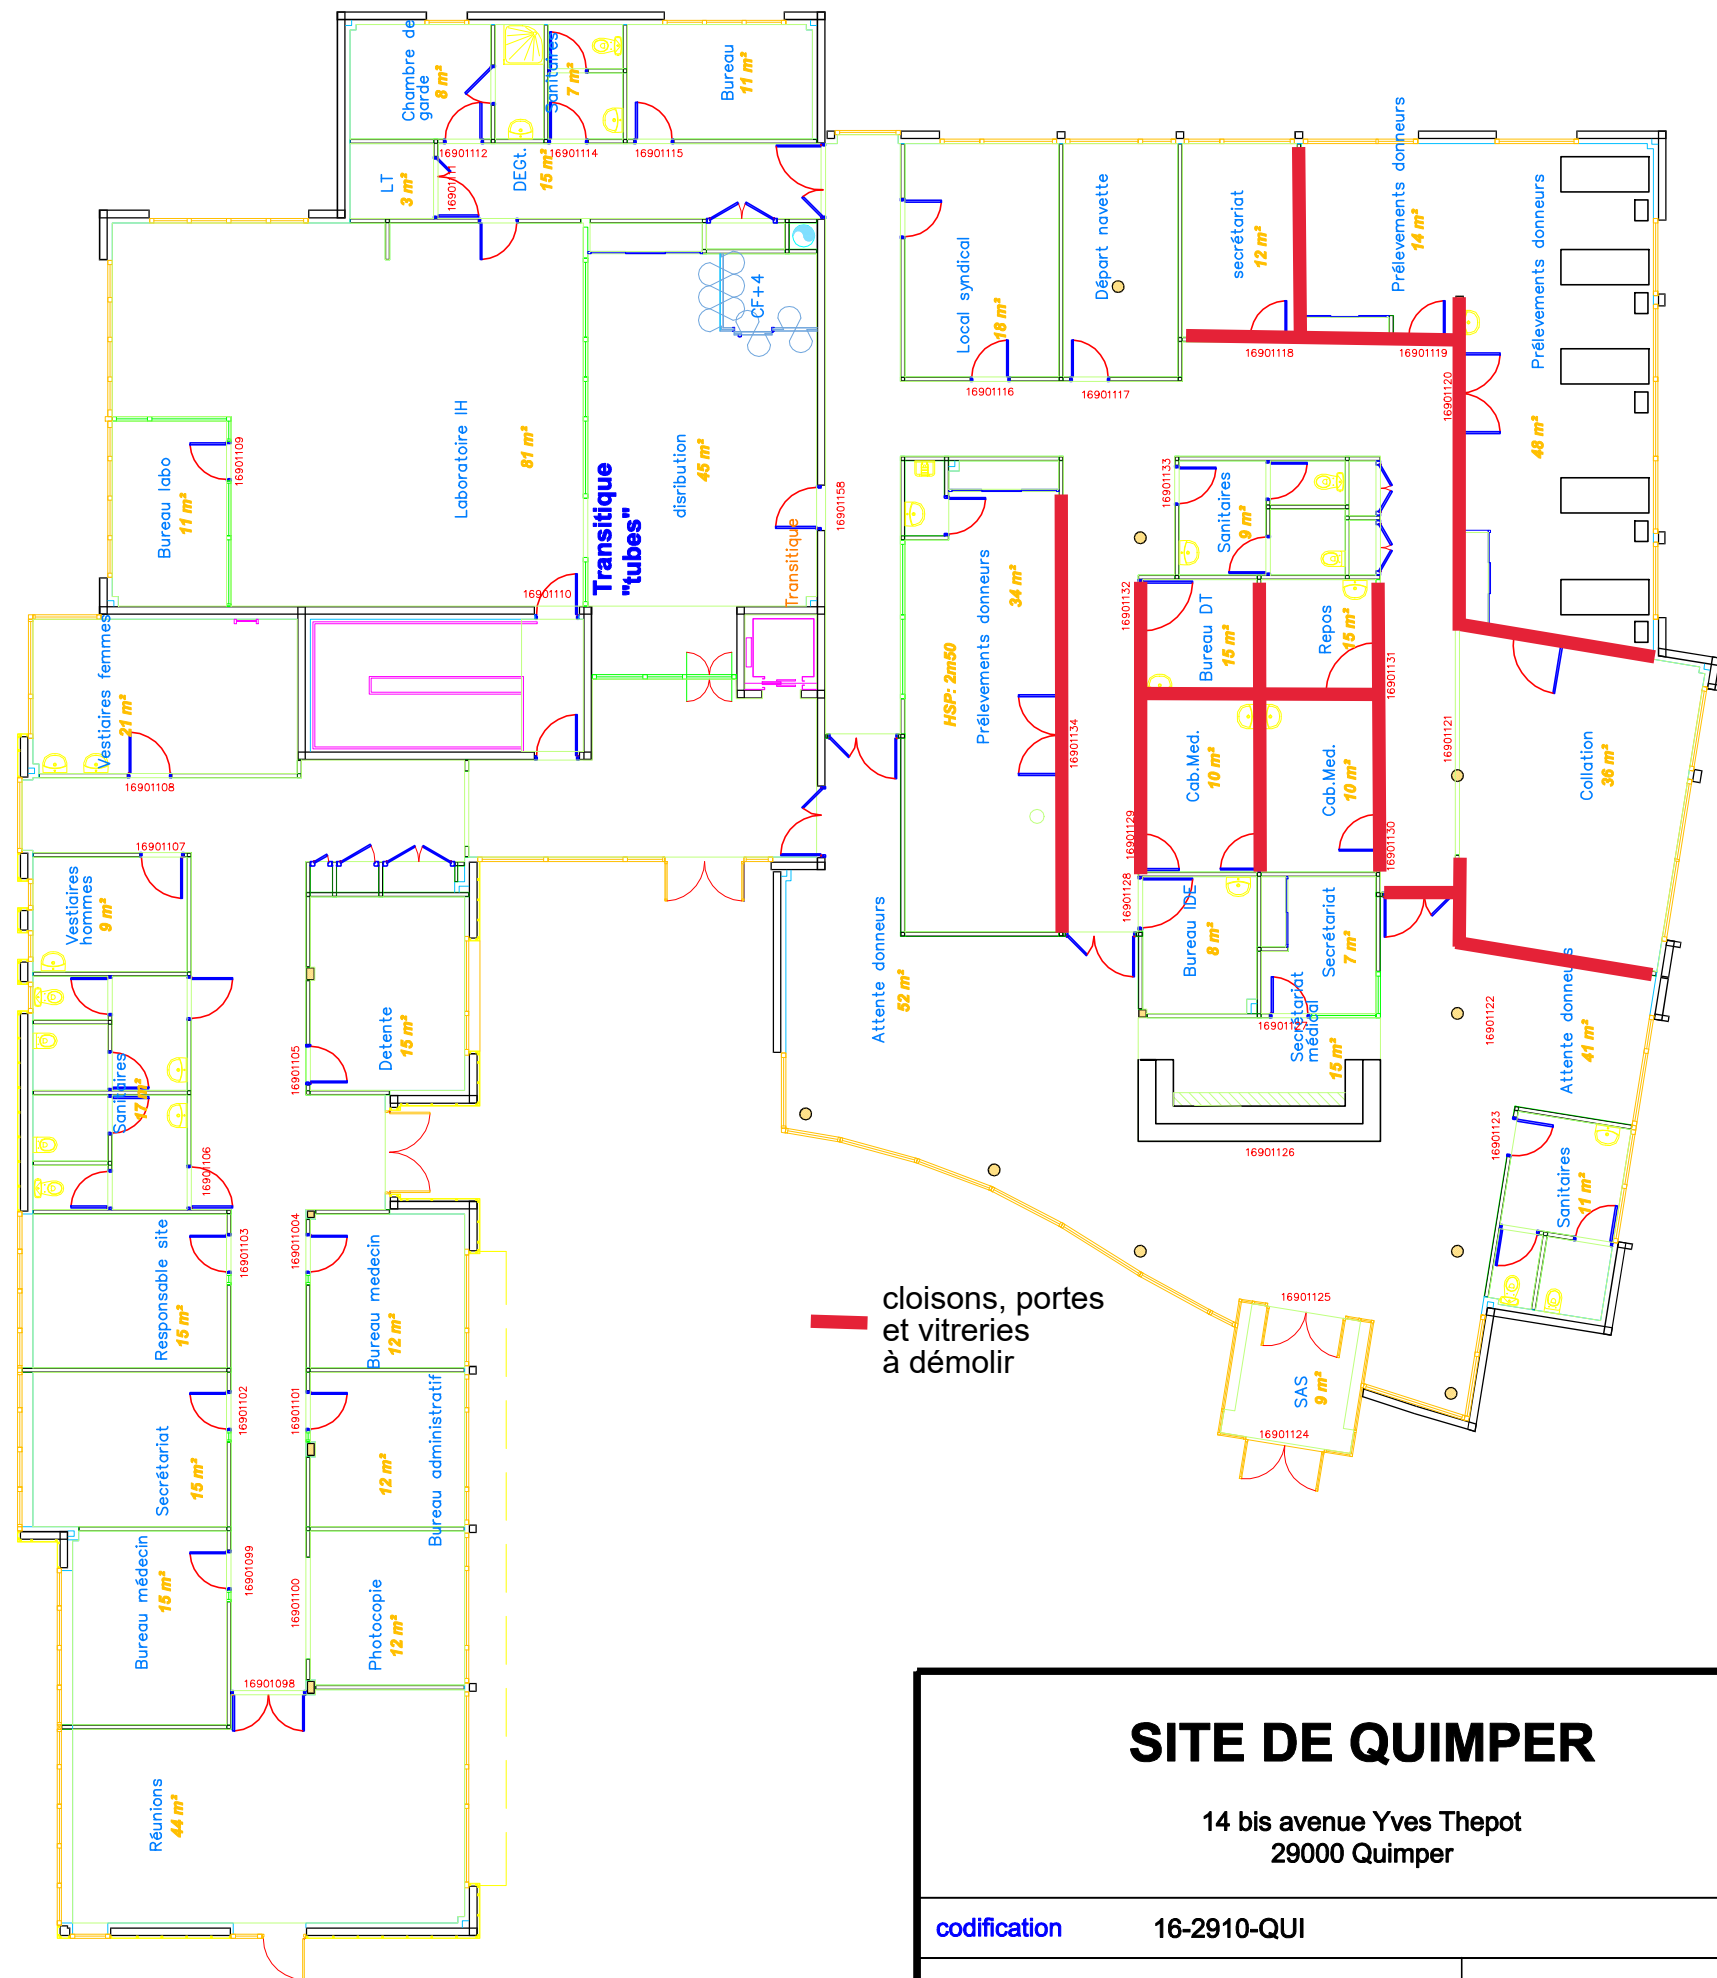 Chambre de
garde
8 m²
Sanitaires
7 m²
Bureau
11 m²
16901112
16901114
16901115
LT
3 m²
16901111
DEGt.
15 m²
Local syndical
18 m²
Départ navette
secrétariat
12 m²
Prélevements donneurs
14 m²
Prélevements donneurs
48 m²
CF+4
16901116
16901117
16901118
16901119
16901120
Bureau labo
11 m²
16901109
Laboratoire IH
81 m²
disribution
45 m²
Transitique
"tubes"
Transitique
16901158
16901110
Prélevements donneurs
34 m²
HSP: 2m50
16901134
16901133
Sanitaires
9 m²
16901132
Bureau DT
15 m²
Repos
15 m²
16901131
Cab.Med.
10 m²
Cab.Med.
10 m²
16901129
16901130
16901121
Collation
36 m²
Vestiaires femmes
21 m²
16901108
16901107
Vestiaires
hommes
9 m²
Sanitaires
17 m²
16901106
Detente
15 m²
16901105
Attente donneurs
52 m²
16901128
Bureau IDE
8 m²
Secrétariat
7 m²
16901127
Secrétariat
médical
15 m²
16901126
16901122
Attente donneurs
41 m²
16901123
Sanitaires
11 m²
16901125
SAS
9 m²
16901124
Responsable site
15 m²
16901103
169011004
Bureau medecin
12 m²
Secrétariat
15 m²
16901102
16901101
Bureau administratif
12 m²
Bureau médecin
15 m²
16901099
16901100
Photocopie
12 m²
16901098
Réunions
44 m²
cloisons, portes
et vitreries
à démolir
SITE DE QUIMPER
14 bis avenue Yves Thepot
29000 Quimper
codification 16-2910-QUI